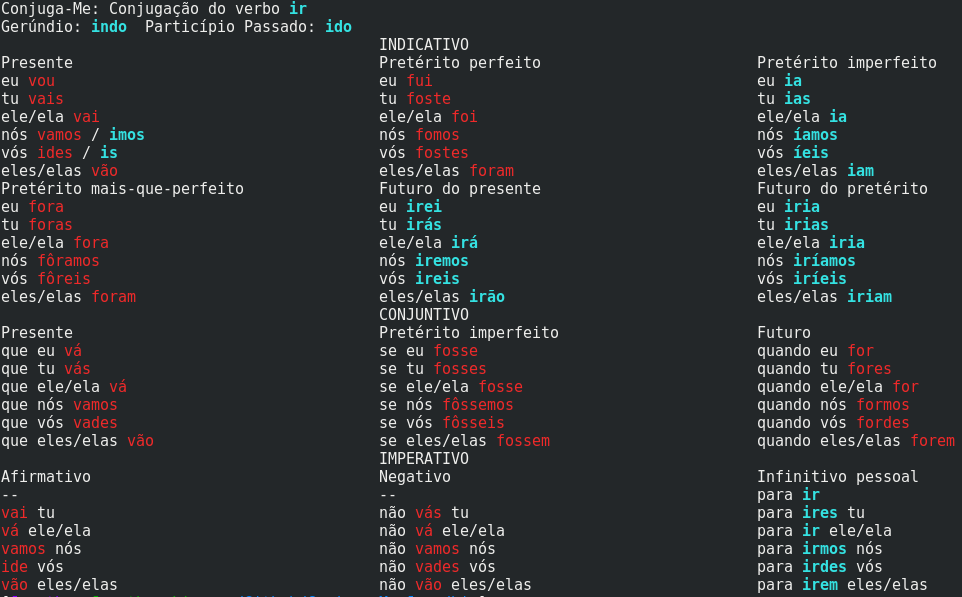 Conjuga-Me: Conjugação do verbo ir
Gerúndio: indo  Particípio Passado: ido
INDICATIVO
Presente Pretérito perfeito Pretérito imperfeito
eu vou eu fui eu ia
tu vais tu foste tu ias
ele/ela vai ele/ela foi ele/ela ia
nós vamos / imos nós fomos nós íamos
vós ides / is vós fostes vós íeis
eles/elas vão eles/elas foram eles/elas iam
Pretérito mais-que-perfeito Futuro do presente Futuro do pretérito
eu fora eu irei eu iria
tu foras tu irás tu irias
ele/ela fora ele/ela irá ele/ela iria
nós fôramos nós iremos nós iríamos
vós fôreis vós ireis vós iríeis
eles/elas foram eles/elas irão eles/elas iriam
CONJUNTIVO
Presente Pretérito imperfeito Futuro
que eu vá se eu fosse quando eu for
que tu vás se tu fosses quando tu fores
que ele/ela vá se ele/ela fosse quando ele/ela for
que nós vamos se nós fôssemos quando nós formos
que vós vades se vós fôsseis quando vós fordes
que eles/elas vão se eles/elas fossem quando eles/elas forem
IMPERATIVO
Afirmativo Negativo Infinitivo pessoal
-- -- para ir
vai tu não vás tu para ires tu
vá ele/ela não vá ele/ela para ir ele/ela
vamos nós não vamos nós para irmos nós
ide vós não vades vós para irdes vós
vão eles/elas não vão eles/elas para irem eles/elas